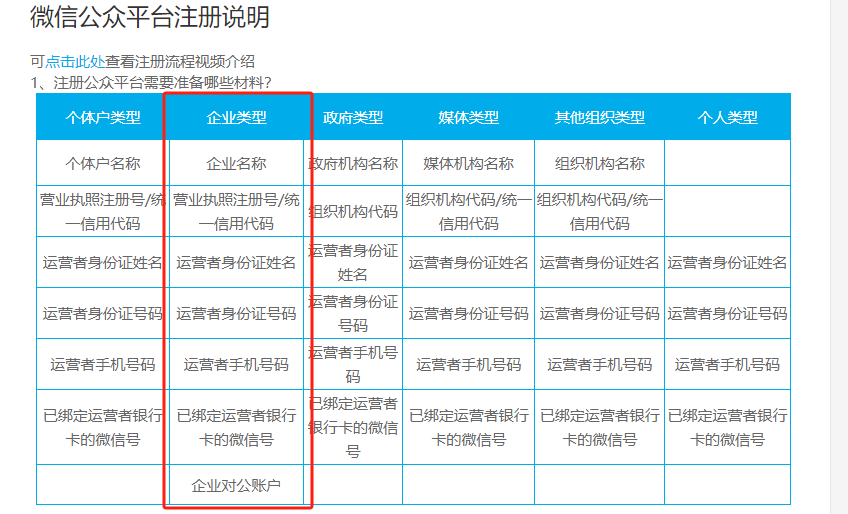 微信公众平台注册说明
可点击此处查看注册流程视频介绍
1、注册公众平台需要准备哪些材料?
个体户类型 企业类型 政府类型 媒体类型 其他组织类型 个人类型
个体户名称 企业名称 政府机构名称 媒体机构名称 组织机构名称
营业执照注册号/统一信用代码 营业执照注册号/统一信用代码 组织机构代码 组织机构代码/统一信用代码 组织机构代码/统一信用代码
运营者身份证姓名 运营者身份证姓名 运营者身份证姓名 运营者身份证姓名 运营者身份证姓名 运营者身份证姓名
运营者身份证号码 运营者身份证号码 运营者身份证号码 运营者身份证号码 运营者身份证号码 运营者身份证号码
运营者手机号码 运营者手机号码 运营者手机号码 运营者手机号码 运营者手机号码 运营者手机号码
已绑定运营者银行卡的微信号 已绑定运营者银行卡的微信号 已绑定运营者银行卡的微信号 已绑定运营者银行卡的微信号 已绑定运营者银行卡的微信号 已绑定运营者银行卡的微信号
企业对公账户